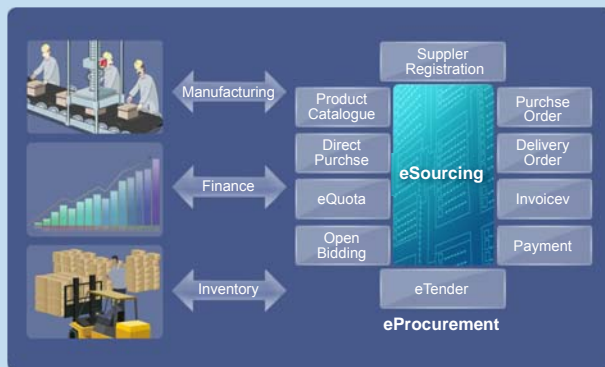 Manufacturing
Finance
Inventory
Suppler
Registration
Product
Catalogue
Direct
Purchse
eQuota
Open
Bidding
eSourcing
Purchse
Order
Delivery
Order
Invoicev
Payment
eTender
eProcurement